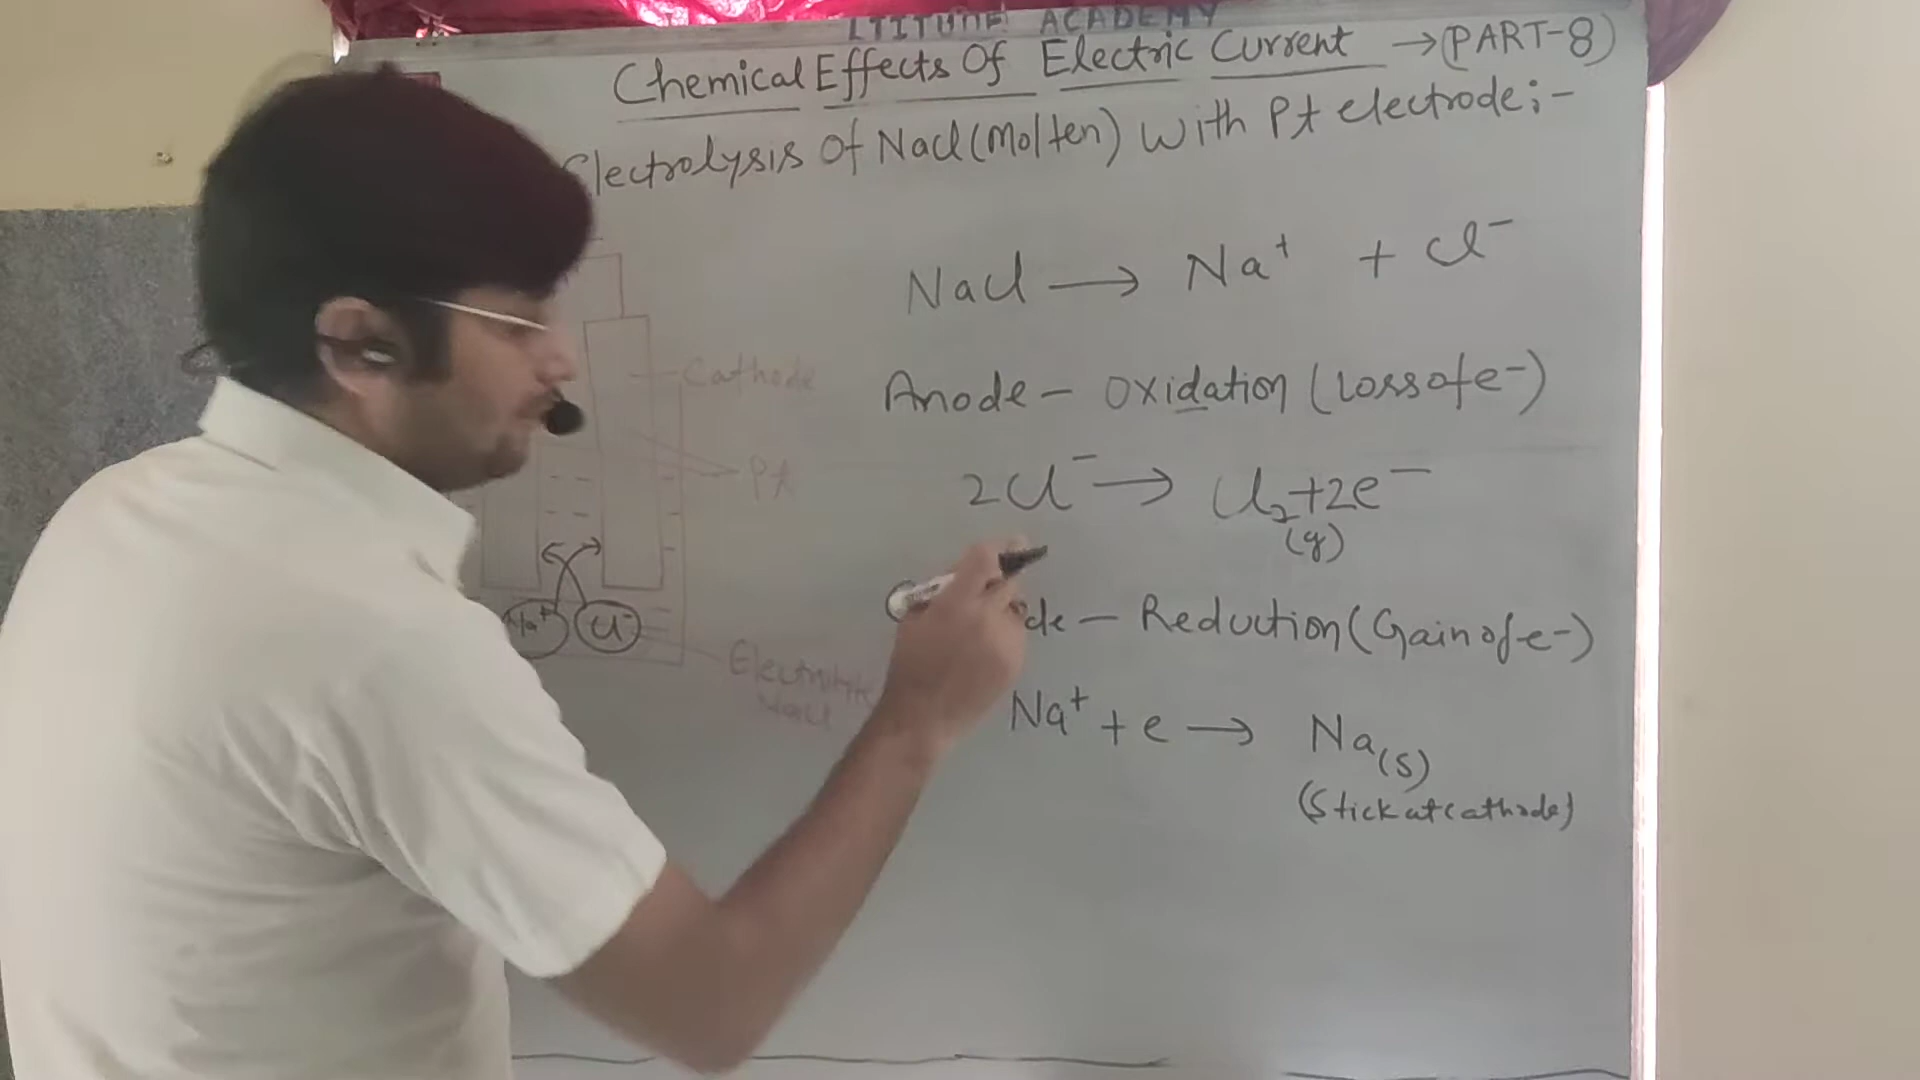 ACADEMY
Chemical Effects Of Electric Current → (PART-8)
Electrolysis Of Nacl (Molten) With Pt electrode :-
Nacl → Na⁺ + Cl⁻
Anode - Oxidation (Loss of e-)
2Cl⁻ → Cl₂ + 2e⁻
(g)
de - Reduction (Gain of e-)
Na⁺ + e → Na(s)
(Stick at cathode)
Cathode
Pt
Na⁺ Cl⁻